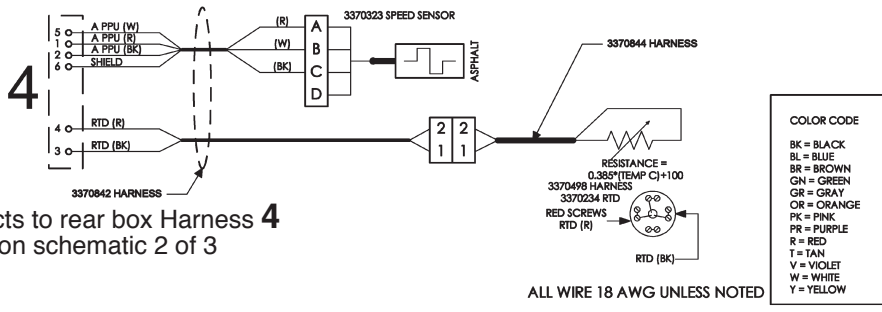 4
5 A PPU (W)
1 A PPU (R)
2 A PPU (BK)
6 SHIELD
4 RTD (R)
3 RTD (BK)
3370842 HARNESS
(R)
(W)
(BK)
A
B
C
D
3370323 SPEED SENSOR
ASPHALT
3370844 HARNESS
2 2
1 1
RESISTANCE =
0.385*(TEMP C)+100
3370498 HARNESS
3370234 RTD
RED SCREWS
RTD (R)
RTD (BK)
cts to rear box Harness 4
on schematic 2 of 3
ALL WIRE 18 AWG UNLESS NOTED
COLOR CODE
BK = BLACK
BL = BLUE
BR = BROWN
GN = GREEN
GR = GRAY
OR = ORANGE
PK = PINK
PR = PURPLE
R = RED
T = TAN
V = VIOLET
W = WHITE
Y = YELLOW